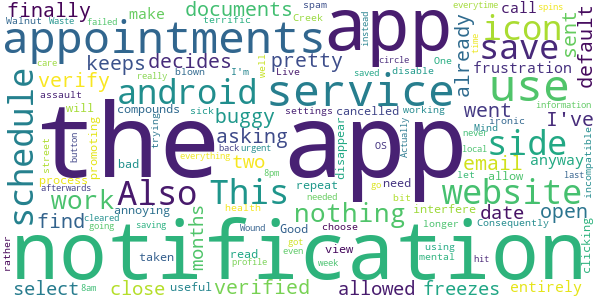 Walnut Waste failed make documents terrific Creek spam everytime spins
finally
appointments app icon call default
keeps decides pretty instead already save sent
verify blown I'm well Live circle disable One time frustration
care really saved
schedule assault android service use
will compounds sick settings cancelled working went I've
the app
promoting trying buggy asking Mind ironic never
process button bad back urgent OS email information
street everything two disappear Actually anyway local incompatible
afterwards 8pm
Also This nothing side
rather annoying repeat need interfere let allow last
work months health go bit Consequently website
find cleared going saving needed Wound Good choose longer date open
notification
taken got view using hit clicking
8am useful read even week mental
select close verified profile allowed freezes entirely